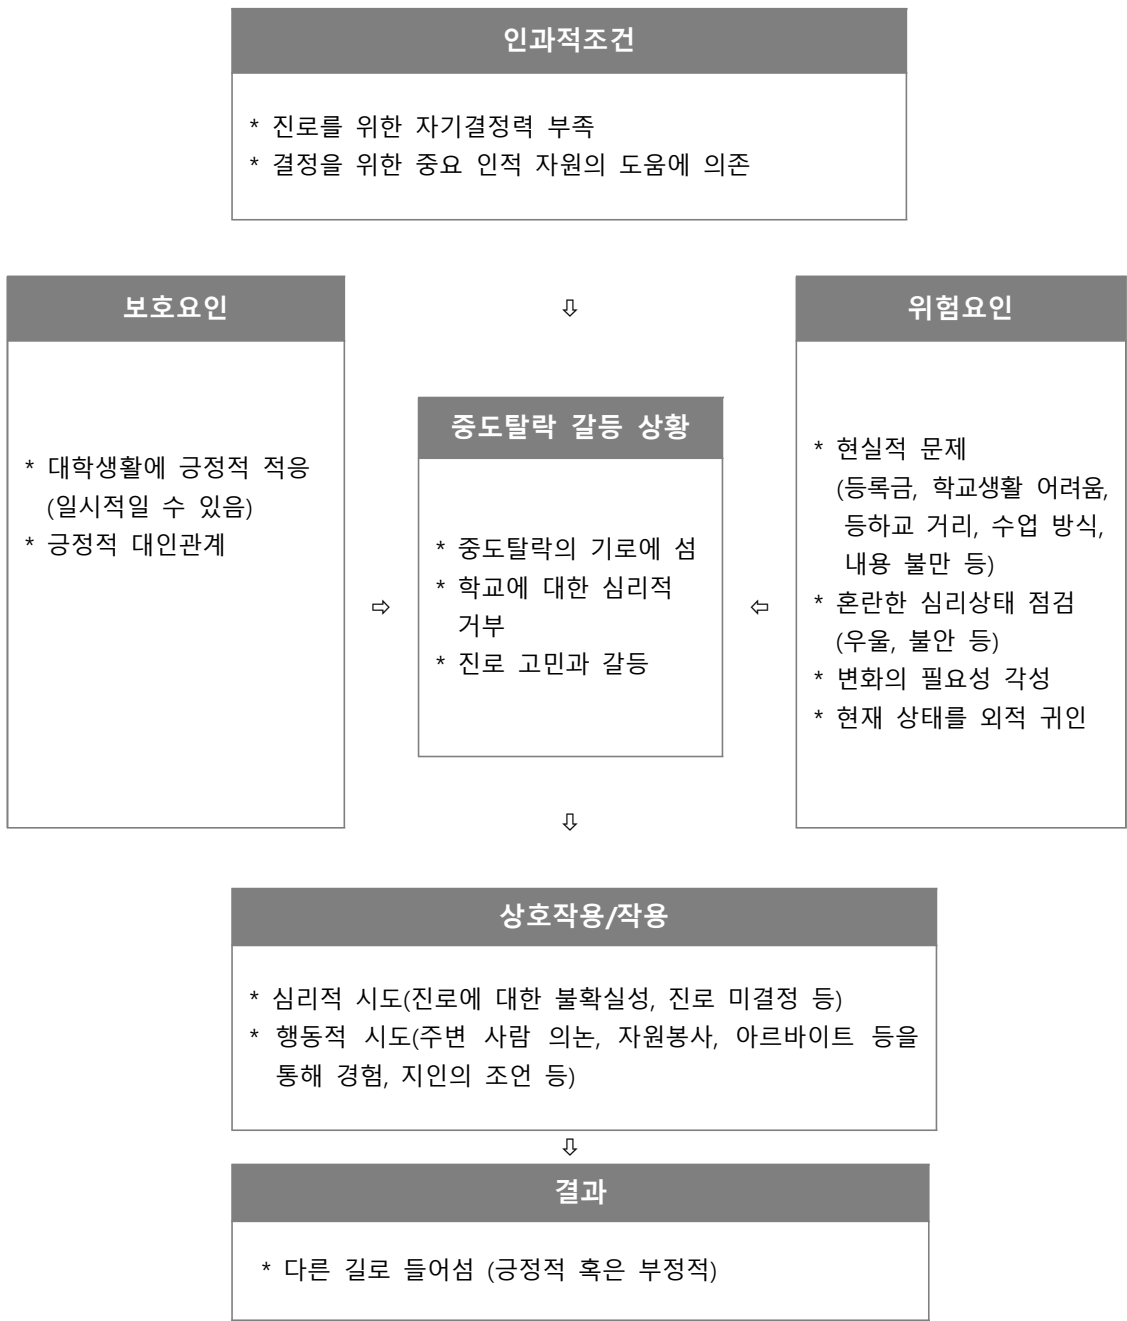 인과적조건
* 진로를 위한 자기결정력 부족
* 결정을 위한 중요 인적 자원의 도움에 의존
⇩
보호요인
* 대학생활에 긍정적 적응
(일시적일 수 있음)
* 긍정적 대인관계
⇨
중도탈락 갈등 상황
* 중도탈락의 기로에 섬
* 학교에 대한 심리적
거부
* 진로 고민과 갈등
⇦
위험요인
* 현실적 문제
(등록금, 학교생활 어려움,
등하교 거리, 수업 방식,
내용 불만 등)
* 혼란한 심리상태 점검
(우울, 불안 등)
* 변화의 필요성 각성
* 현재 상태를 외적 귀인
⇩
상호작용/작용
* 심리적 시도(진로에 대한 불확실성, 진로 미결정 등)
* 행동적 시도(주변 사람 의논, 자원봉사, 아르바이트 등을
통해 경험, 지인의 조언 등)
⇩
결과
* 다른 길로 들어섬 (긍정적 혹은 부정적)